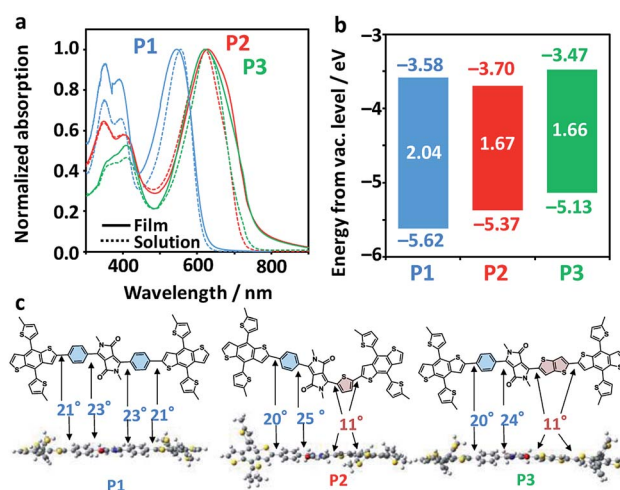 a
P1
P2
P3
1.0
0.8
0.6
0.4
0.2
0.0
Normalized absorption
Film
Solution
400
600
800
Wavelength / nm
b
−3
−4
−5
−6
Energy from vac. level / eV
−3.58
−3.70
−3.47
2.04
1.67
1.66
−5.62
−5.37
−5.13
P1
P2
P3
c
S
S
S
S
O
N
N
O
S
S
S
S
21°
23°
23°
21°
P1
S
S
S
S
O
N
N
O
S
S
S
S
S
20°
25°
11°
P2
S
S
S
S
O
N
N
O
S
S
S
S
S
S
20°
24°
11°
P3